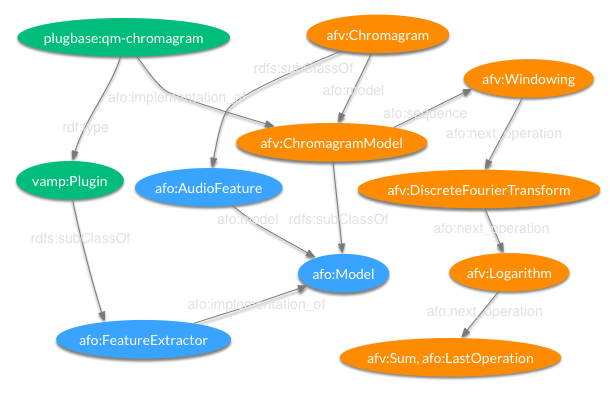 plugbase:qm-chromagram
afv:Chromagram
rdfs:subClassOf
afv:Windowing
afo:model
afo:implementation_of
afo:sequence
rdf:type
afo:next_operation
afv:ChromagramModel
vamp:Plugin
afo:AudioFeature
afv:DiscreteFourierTransform
afo:model
rdfs:subClassOf
afo:next_operation
rdfs:subClassOf
afo:Model
afv:Logarithm
afo:implementation_of
afo:next_operation
afo:FeatureExtractor
afv:Sum, afo:LastOperation